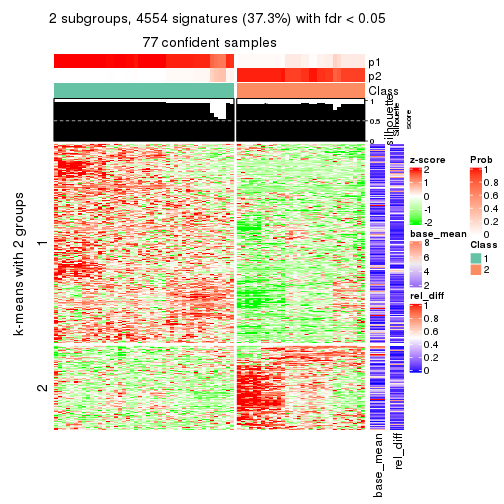 2 subgroups, 4554 signatures (37.3%) with fdr < 0.05
77 confident samples
p1
p2
Class
1
0.5
0
silhouette
Silhouette
score
k-means with 2 groups
1
2
base_mean
rel_diff
z-score
2
1
0
-1
-2
base_mean
8
6
4
2
rel_diff
1
0.8
0.6
0.4
0.2
0
Prob
1
0.8
0.6
0.4
0.2
0
Class
1
2